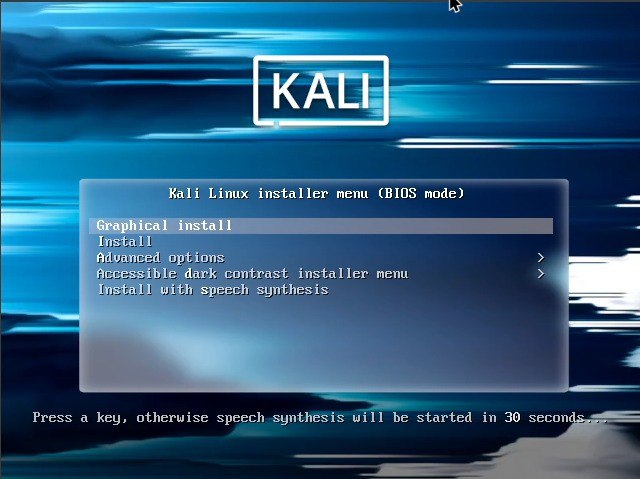 KALI
Kali Linux installer menu (BIOS mode)
Graphical install
Install
Advanced options >
Accessible dark contrast installer menu >
Install with speech synthesis
Press a key, otherwise speech synthesis will be started in 30 seconds...